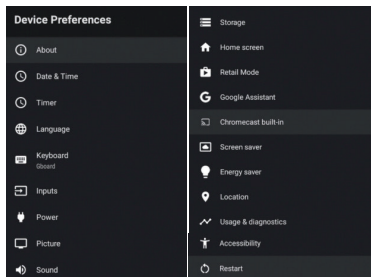 Device Preferences
About
Date & Time
Timer
Language
Keyboard
Gboard
Inputs
Power
Picture
Sound
Storage
Home screen
Retail Mode
Google Assistant
Chromecast built-in
Screen saver
Energy saver
Location
Usage & diagnostics
Accessibility
Restart